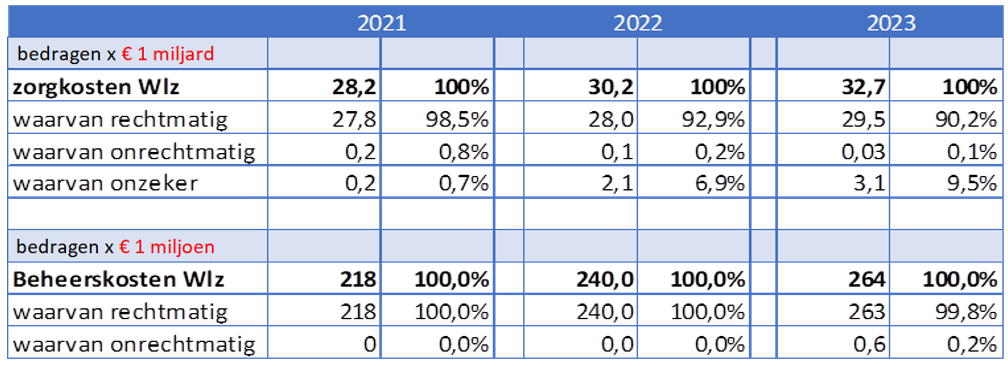 2021 2022 2023
bedragen x € 1 miljard
zorgkosten Wlz 28,2 100% 30,2 100% 32,7 100%
waarvan rechtmatig 27,8 98,5% 28,0 92,9% 29,5 90,2%
waarvan onrechtmatig 0,2 0,8% 0,1 0,2% 0,03 0,1%
waarvan onzeker 0,2 0,7% 2,1 6,9% 3,1 9,5%
bedragen x € 1 miljoen
Beheerskosten Wlz 218 100,0% 240,0 100,0% 264 100,0%
waarvan rechtmatig 218 100,0% 240,0 100,0% 263 99,8%
waarvan onrechtmatig 0 0,0% 0,0 0,0% 0,6 0,2%